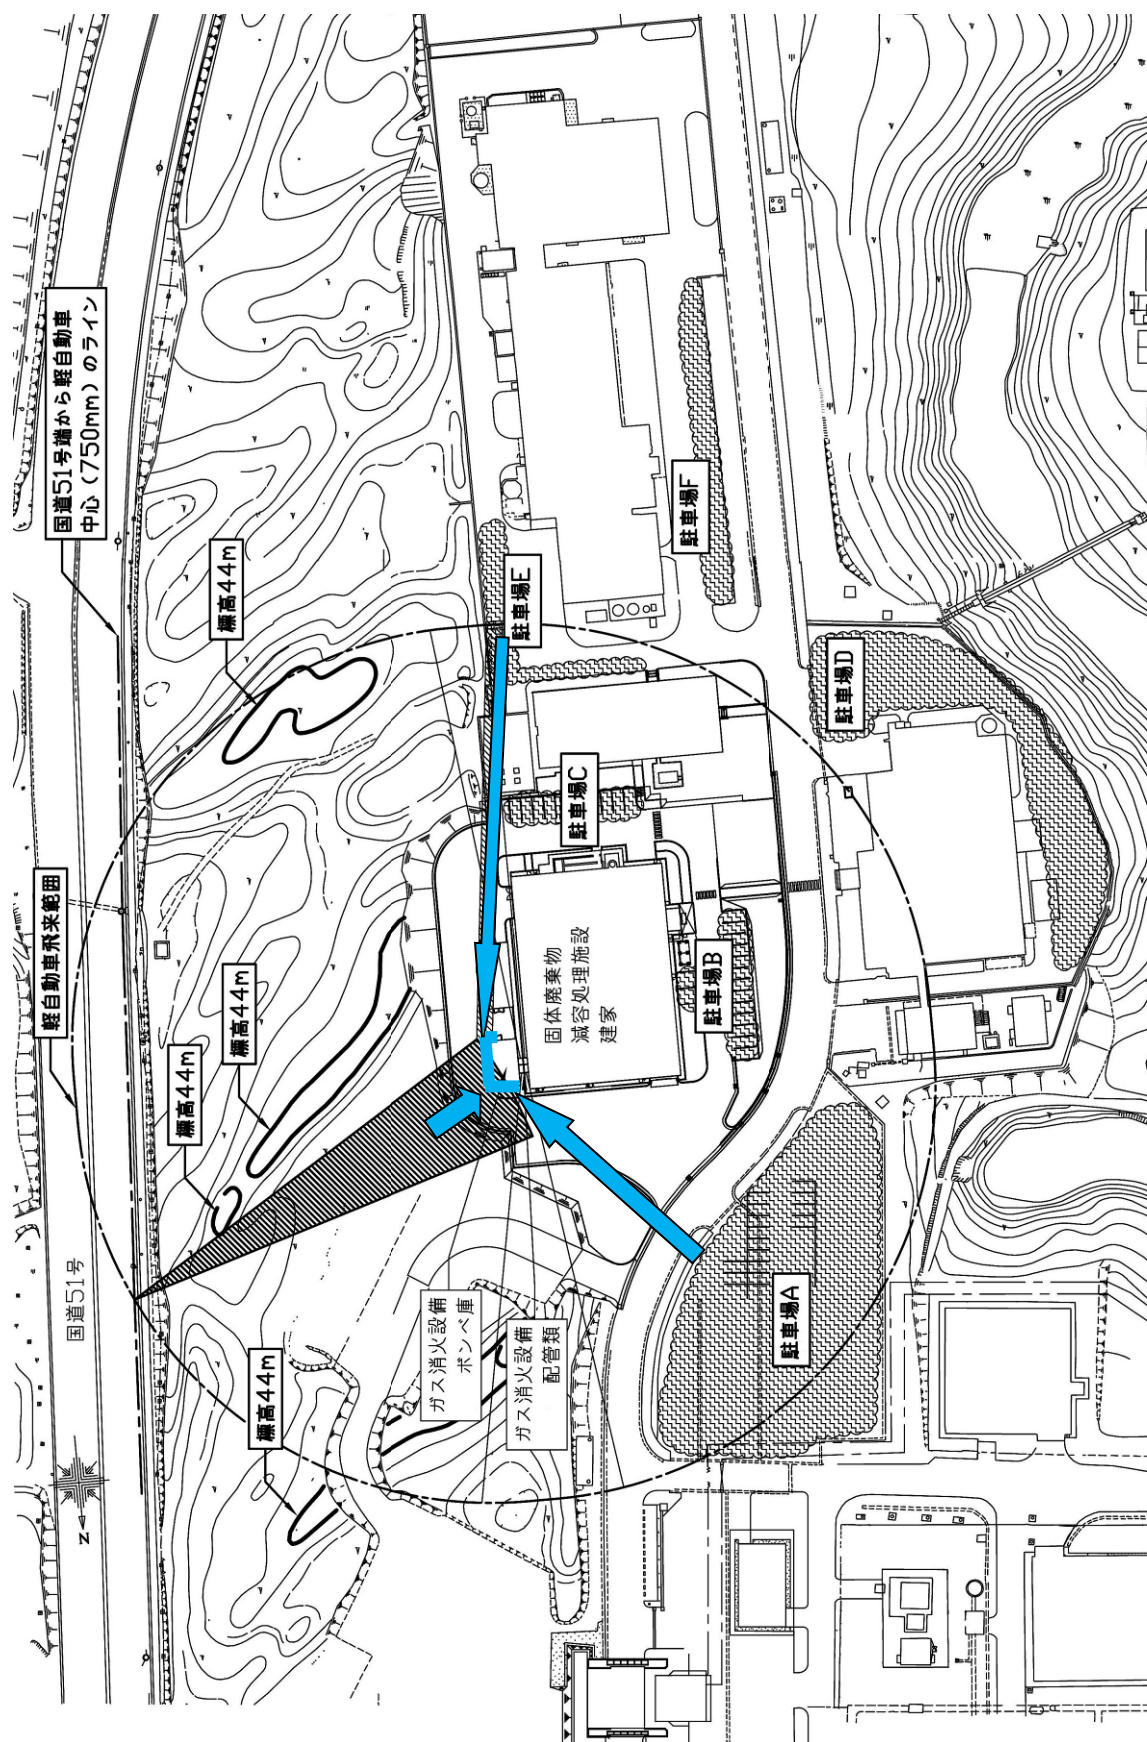 国道51号端から軽自動車
中心（750mm）のライン
軽自動車飛来範囲
標高44m
標高44m
標高44m
標高44m
国道51号
N
駐車場E
駐車場F
駐車場C
駐車場D
駐車場B
駐車場A
固体廃棄物
減容処理施設
建家
ガス消火設備
ボンベ庫
ガス消火設備
配管類